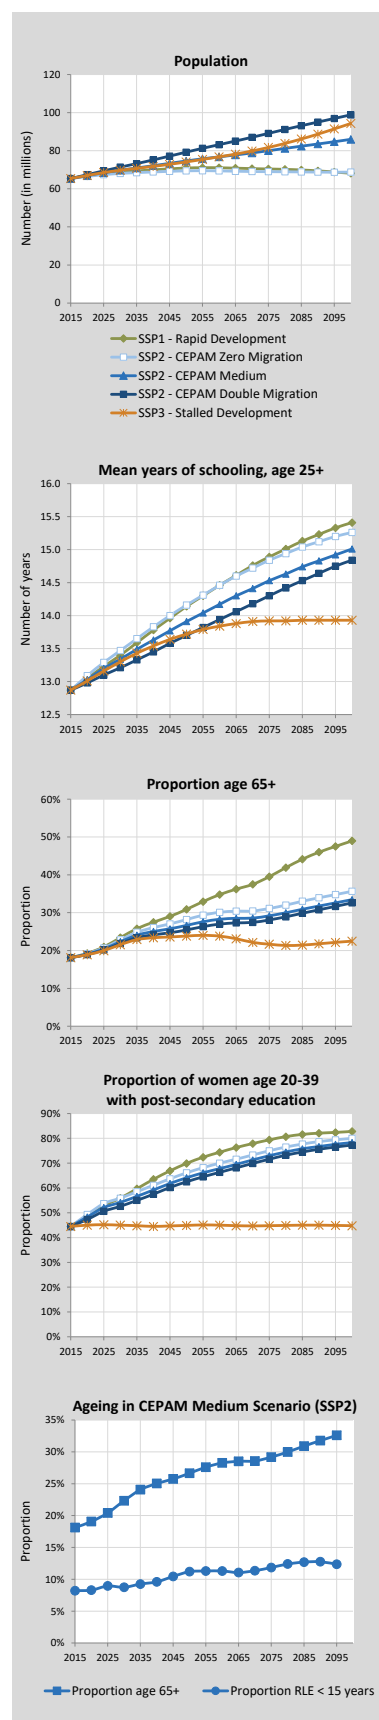 Population
120
100
80
60
40
20
0
Number (in millions)
2015 2025 2035 2045 2055 2065 2075 2085 2095
SSP1 - Rapid Development
SSP2 - CEPAM Zero Migration
SSP2 - CEPAM Medium
SSP2 - CEPAM Double Migration
SSP3 - Stalled Development
Mean years of schooling, age 25+
16.0
15.5
15.0
14.5
14.0
13.5
13.0
12.5
Number of years
2015 2025 2035 2045 2055 2065 2075 2085 2095
Proportion age 65+
60%
50%
40%
30%
20%
10%
0%
Proportion
2015 2025 2035 2045 2055 2065 2075 2085 2095
Proportion of women age 20-39
with post-secondary education
90%
80%
70%
60%
50%
40%
30%
20%
10%
0%
Proportion
2015 2025 2035 2045 2055 2065 2075 2085 2095
Ageing in CEPAM Medium Scenario (SSP2)
35%
30%
25%
20%
15%
10%
5%
0%
Proportion
2015 2025 2035 2045 2055 2065 2075 2085 2095
Proportion age 65+ Proportion RLE < 15 years